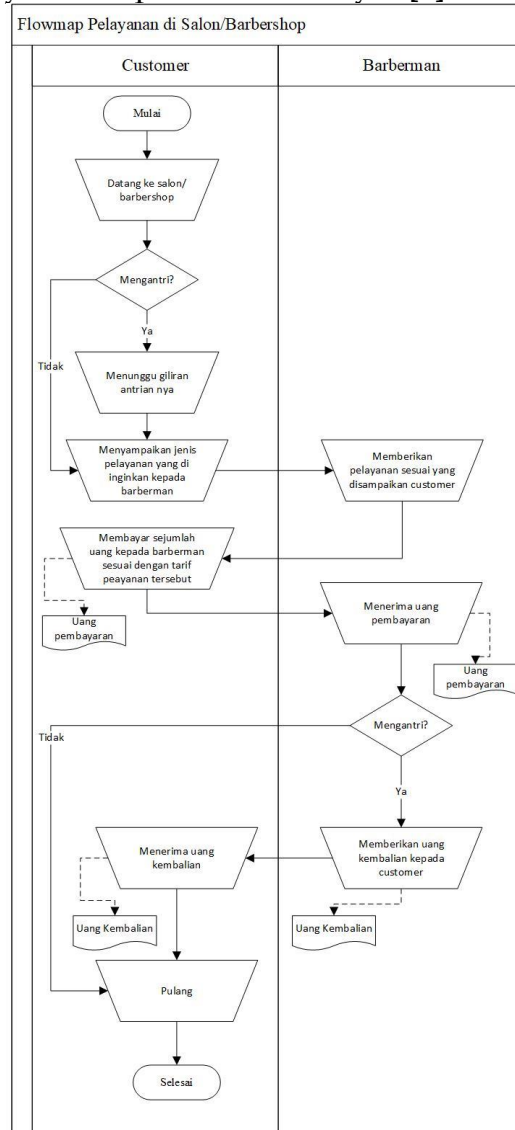 Flowmap Pelayanan di Salon/Barbershop
Customer
Barberman
Mulai
Datang ke salon/
barbershop
Mengantri?
Ya
Tidak
Menunggu giliran
antrian nya
Menyampaikan jenis
pelayanan yang di
inginkan kepada
barberman
Memberikan
pelayanan sesuai yang
disampaikan customer
Membayar sejumlah
uang kepada barberman
sesuai dengan tarif
peayanan tersebut
Uang
pembayaran
Menerima uang
pembayaran
Uang
pembayaran
Mengantri?
Tidak
Ya
Memberikan uang
kembalian kepada
customer
Menerima uang
kembalian
Uang Kembalian
Uang Kembalian
Pulang
Selesai